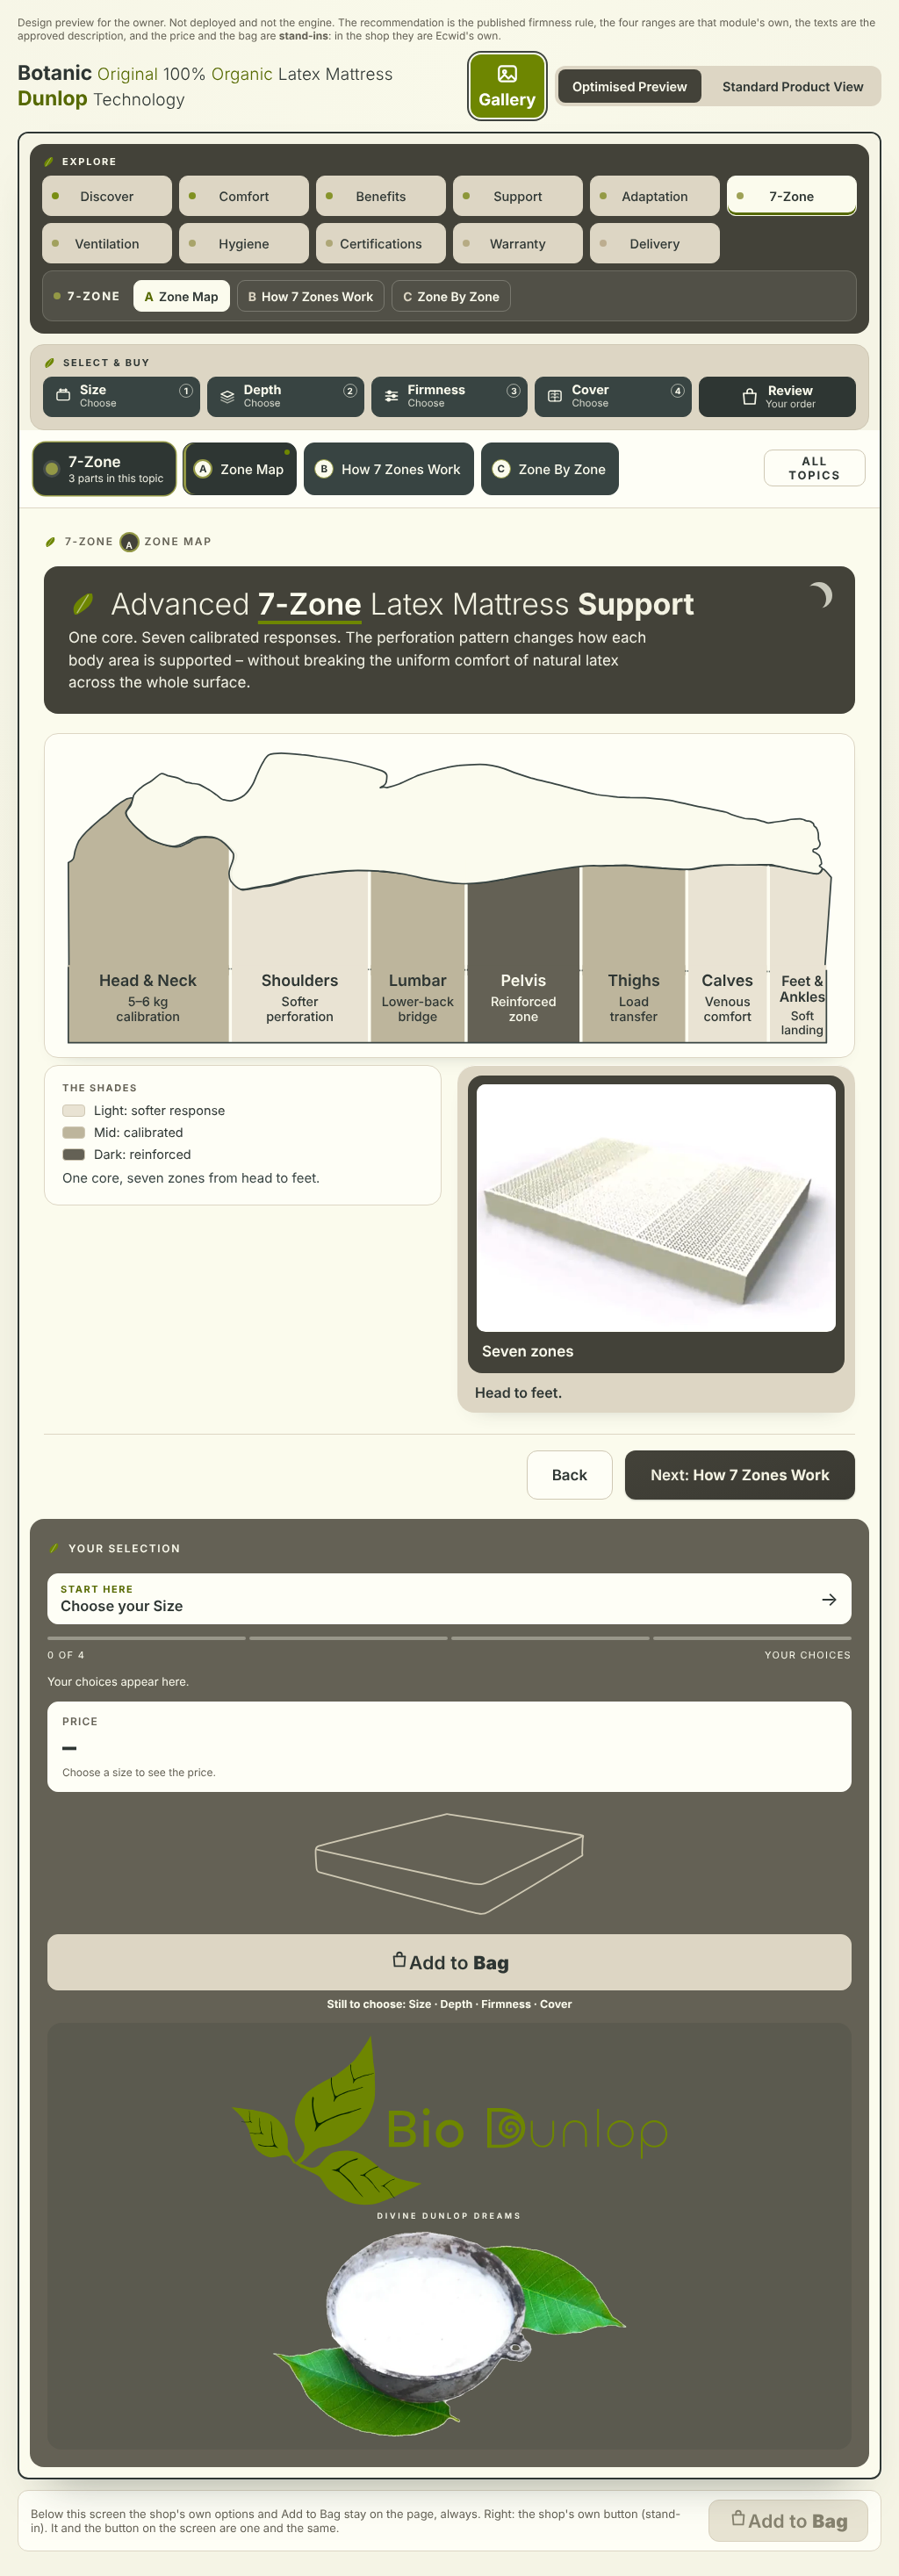 Design preview for the owner. Not deployed and not the engine. The recommendation is the published firmness rule, the four ranges are that module's own, the texts are the
approved description, and the price and the bag are stand-ins: in the shop they are Ecwid's own.
Botanic Original 100% Organic Latex Mattress
Dunlop Technology
Gallery
Optimised Preview
Standard Product View
EXPLORE
Discover
Comfort
Benefits
Support
Adaptation
7-Zone
Ventilation
Hygiene
Certifications
Warranty
Delivery
7-ZONE
A Zone Map
B How 7 Zones Work
C Zone By Zone
SELECT & BUY
Size
Choose
1
Depth
Choose
2
Firmness
Choose
3
Cover
Choose
4
Review
Your order
7-Zone
3 parts in this topic
A Zone Map
B How 7 Zones Work
C Zone By Zone
ALL
TOPICS
7-ZONE A ZONE MAP
Advanced 7-Zone Latex Mattress Support
One core. Seven calibrated responses. The perforation pattern changes how each
body area is supported – without breaking the uniform comfort of natural latex
across the whole surface.
Head & Neck
5–6 kg
calibration
Shoulders
Softer
perforation
Lumbar
Lower-back
bridge
Pelvis
Reinforced
zone
Thighs
Load
transfer
Calves
Venous
comfort
Feet &
Ankles
Soft
landing
THE SHADES
Light: softer response
Mid: calibrated
Dark: reinforced
One core, seven zones from head to feet.
Seven zones
Head to feet.
Back
Next: How 7 Zones Work
YOUR SELECTION
START HERE
Choose your Size
0 OF 4
YOUR CHOICES
Your choices appear here.
PRICE
–
Choose a size to see the price.
Add to Bag
Still to choose: Size · Depth · Firmness · Cover
Bio Dunlop
DIVINE DUNLOP DREAMS
Below this screen the shop's own options and Add to Bag stay on the page, always. Right: the shop's own button (stand-
in). It and the button on the screen are one and the same.
Add to Bag